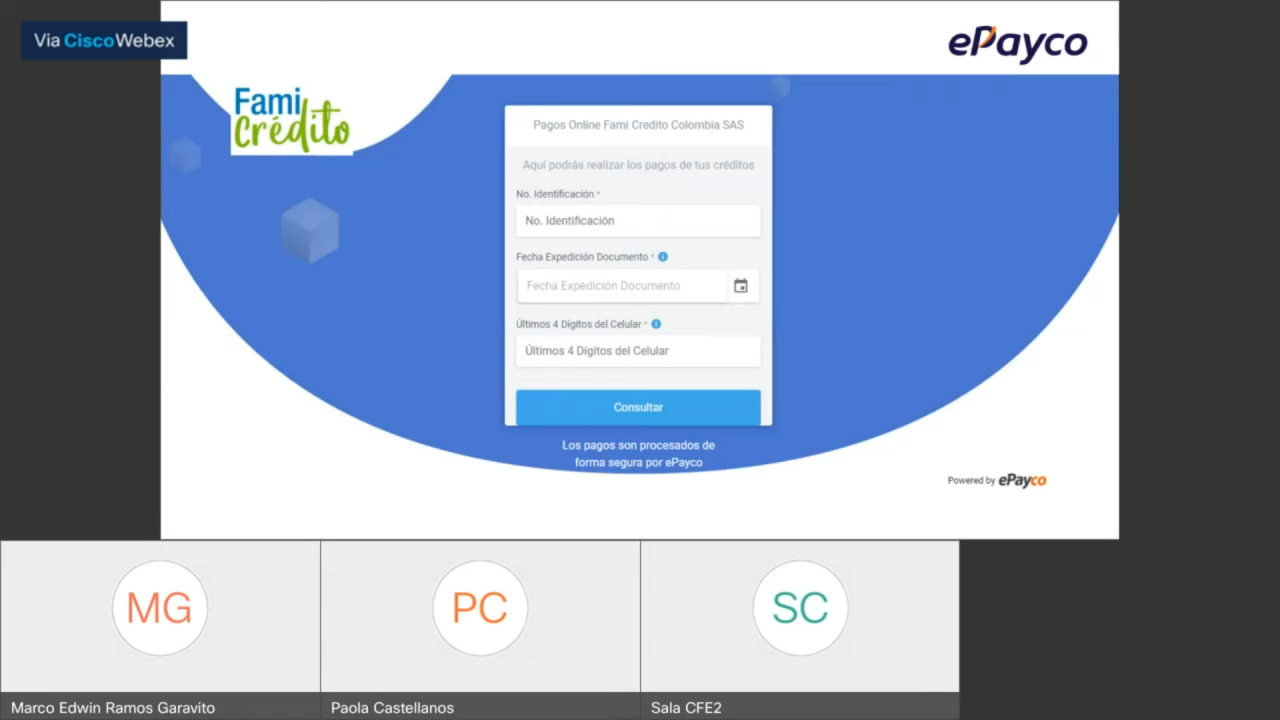 Via Cisco Webex
ePayco
Fami
Crédito
Pagos Online Fami Credito Colombia SAS
Aquí podrás realizar los pagos de tus créditos
No. Identificación *
No. Identificación
Fecha Expedición Documento *
Fecha Expedición Documento
Últimos 4 Dígitos del Celular *
Últimos 4 Dígitos del Celular
Consultar
Los pagos son procesados de
forma segura por ePayco
Powered by ePayco
MG
PC
SC
Marco Edwin Ramos Garavito
Paola Castellanos
Sala CFE2